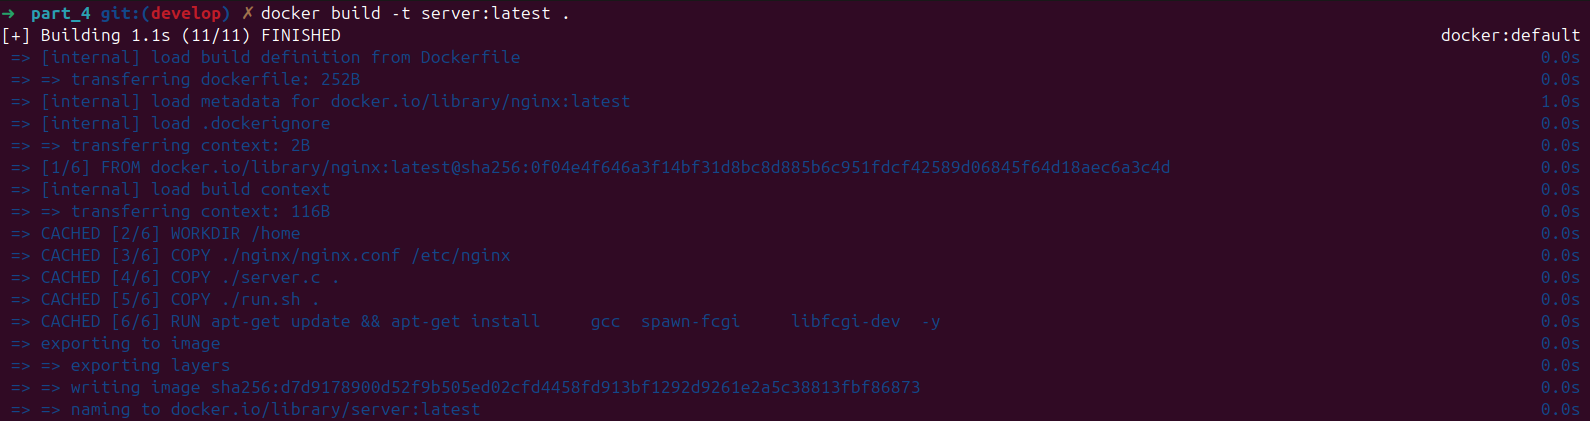 ➜  part_4 git:(develop) ✗ docker build -t server:latest .
[+] Building 1.1s (11/11) FINISHED docker:default
=> [internal] load build definition from Dockerfile 0.0s
=> => transferring dockerfile: 252B 0.0s
=> [internal] load metadata for docker.io/library/nginx:latest 1.0s
=> [internal] load .dockerignore 0.0s
=> => transferring context: 2B 0.0s
=> [1/6] FROM docker.io/library/nginx:latest@sha256:0f04e4f646a3f14bf31d8bc8d885b6c951fdcf42589d06845f64d18aec6a3c4d 0.0s
=> [internal] load build context 0.0s
=> => transferring context: 116B 0.0s
=> CACHED [2/6] WORKDIR /home 0.0s
=> CACHED [3/6] COPY ./nginx/nginx.conf /etc/nginx 0.0s
=> CACHED [4/6] COPY ./server.c . 0.0s
=> CACHED [5/6] COPY ./run.sh . 0.0s
=> CACHED [6/6] RUN apt-get update && apt-get install     gcc  spawn-fcgi     libfcgi-dev  -y 0.0s
=> exporting to image 0.0s
=> => exporting layers 0.0s
=> => writing image sha256:d7d9178900d52f9b505ed02cfd4458fd913bf1292d9261e2a5c38813fbf86873 0.0s
=> => naming to docker.io/library/server:latest 0.0s